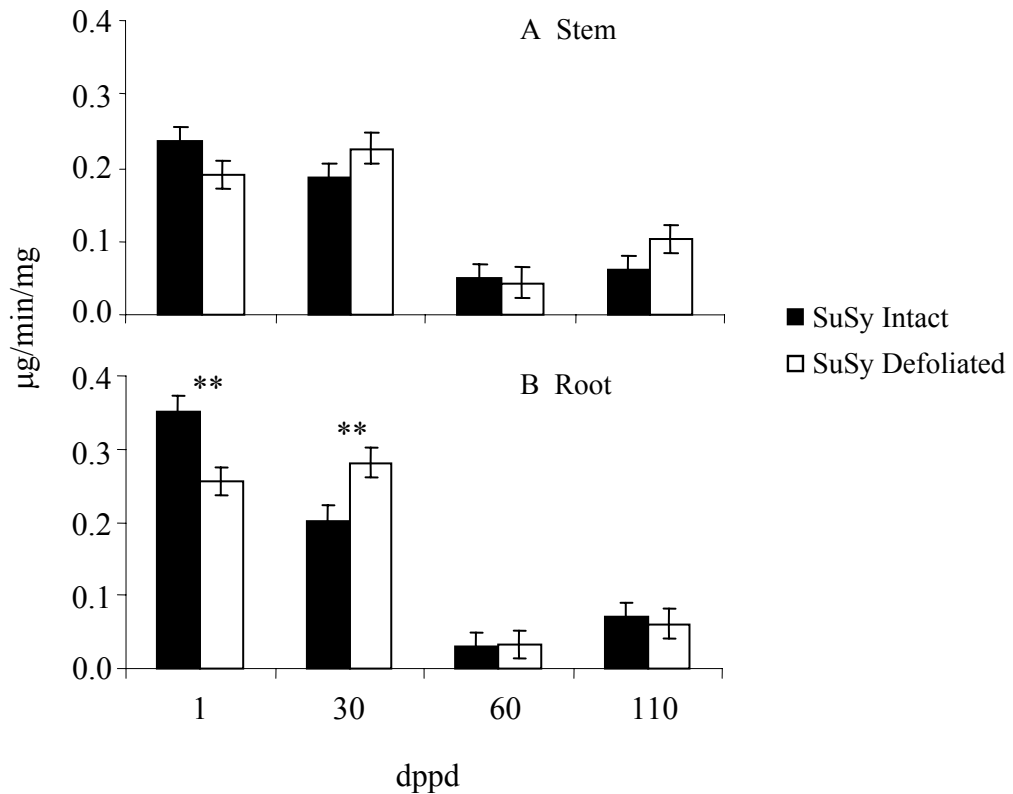 A Stem
0.4
0.3
0.2
0.1
0.0
µg/min/mg
SuSy Intact
SuSy Defoliated
B Root
0.4
0.3
0.2
0.1
0.0
**
**
1 30 60 110
dppd